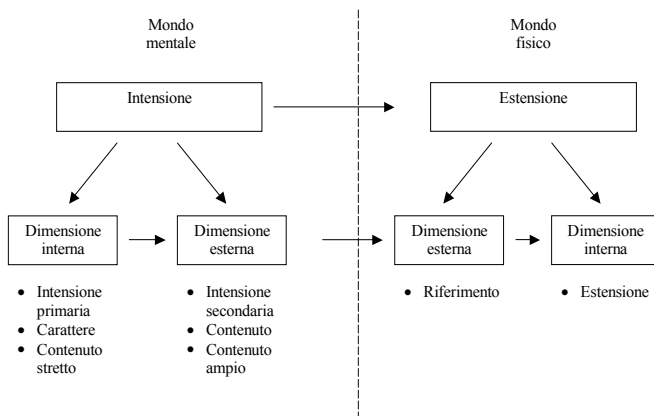 Mondo
mentale
Mondo
fisico
Intensione
Estensione
Dimensione
interna
Dimensione
esterna
Dimensione
esterna
Dimensione
interna
• Intensione
primaria
• Carattere
• Contenuto
stretto
• Intensione
secondaria
• Contenuto
• Contenuto
ampio
• Riferimento
• Estensione